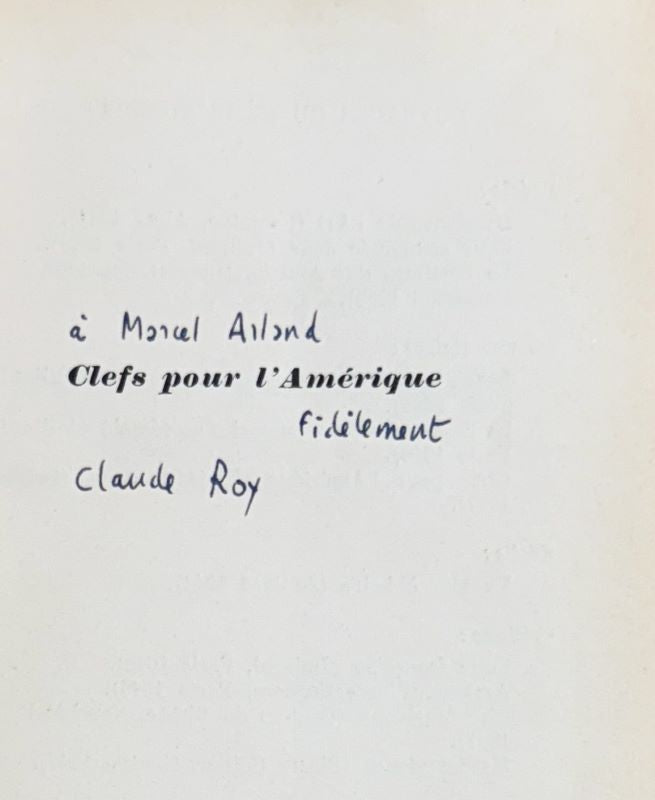 à Marcel Arland
Clefs pour l'Amérique
fidèlement
Claude Roy